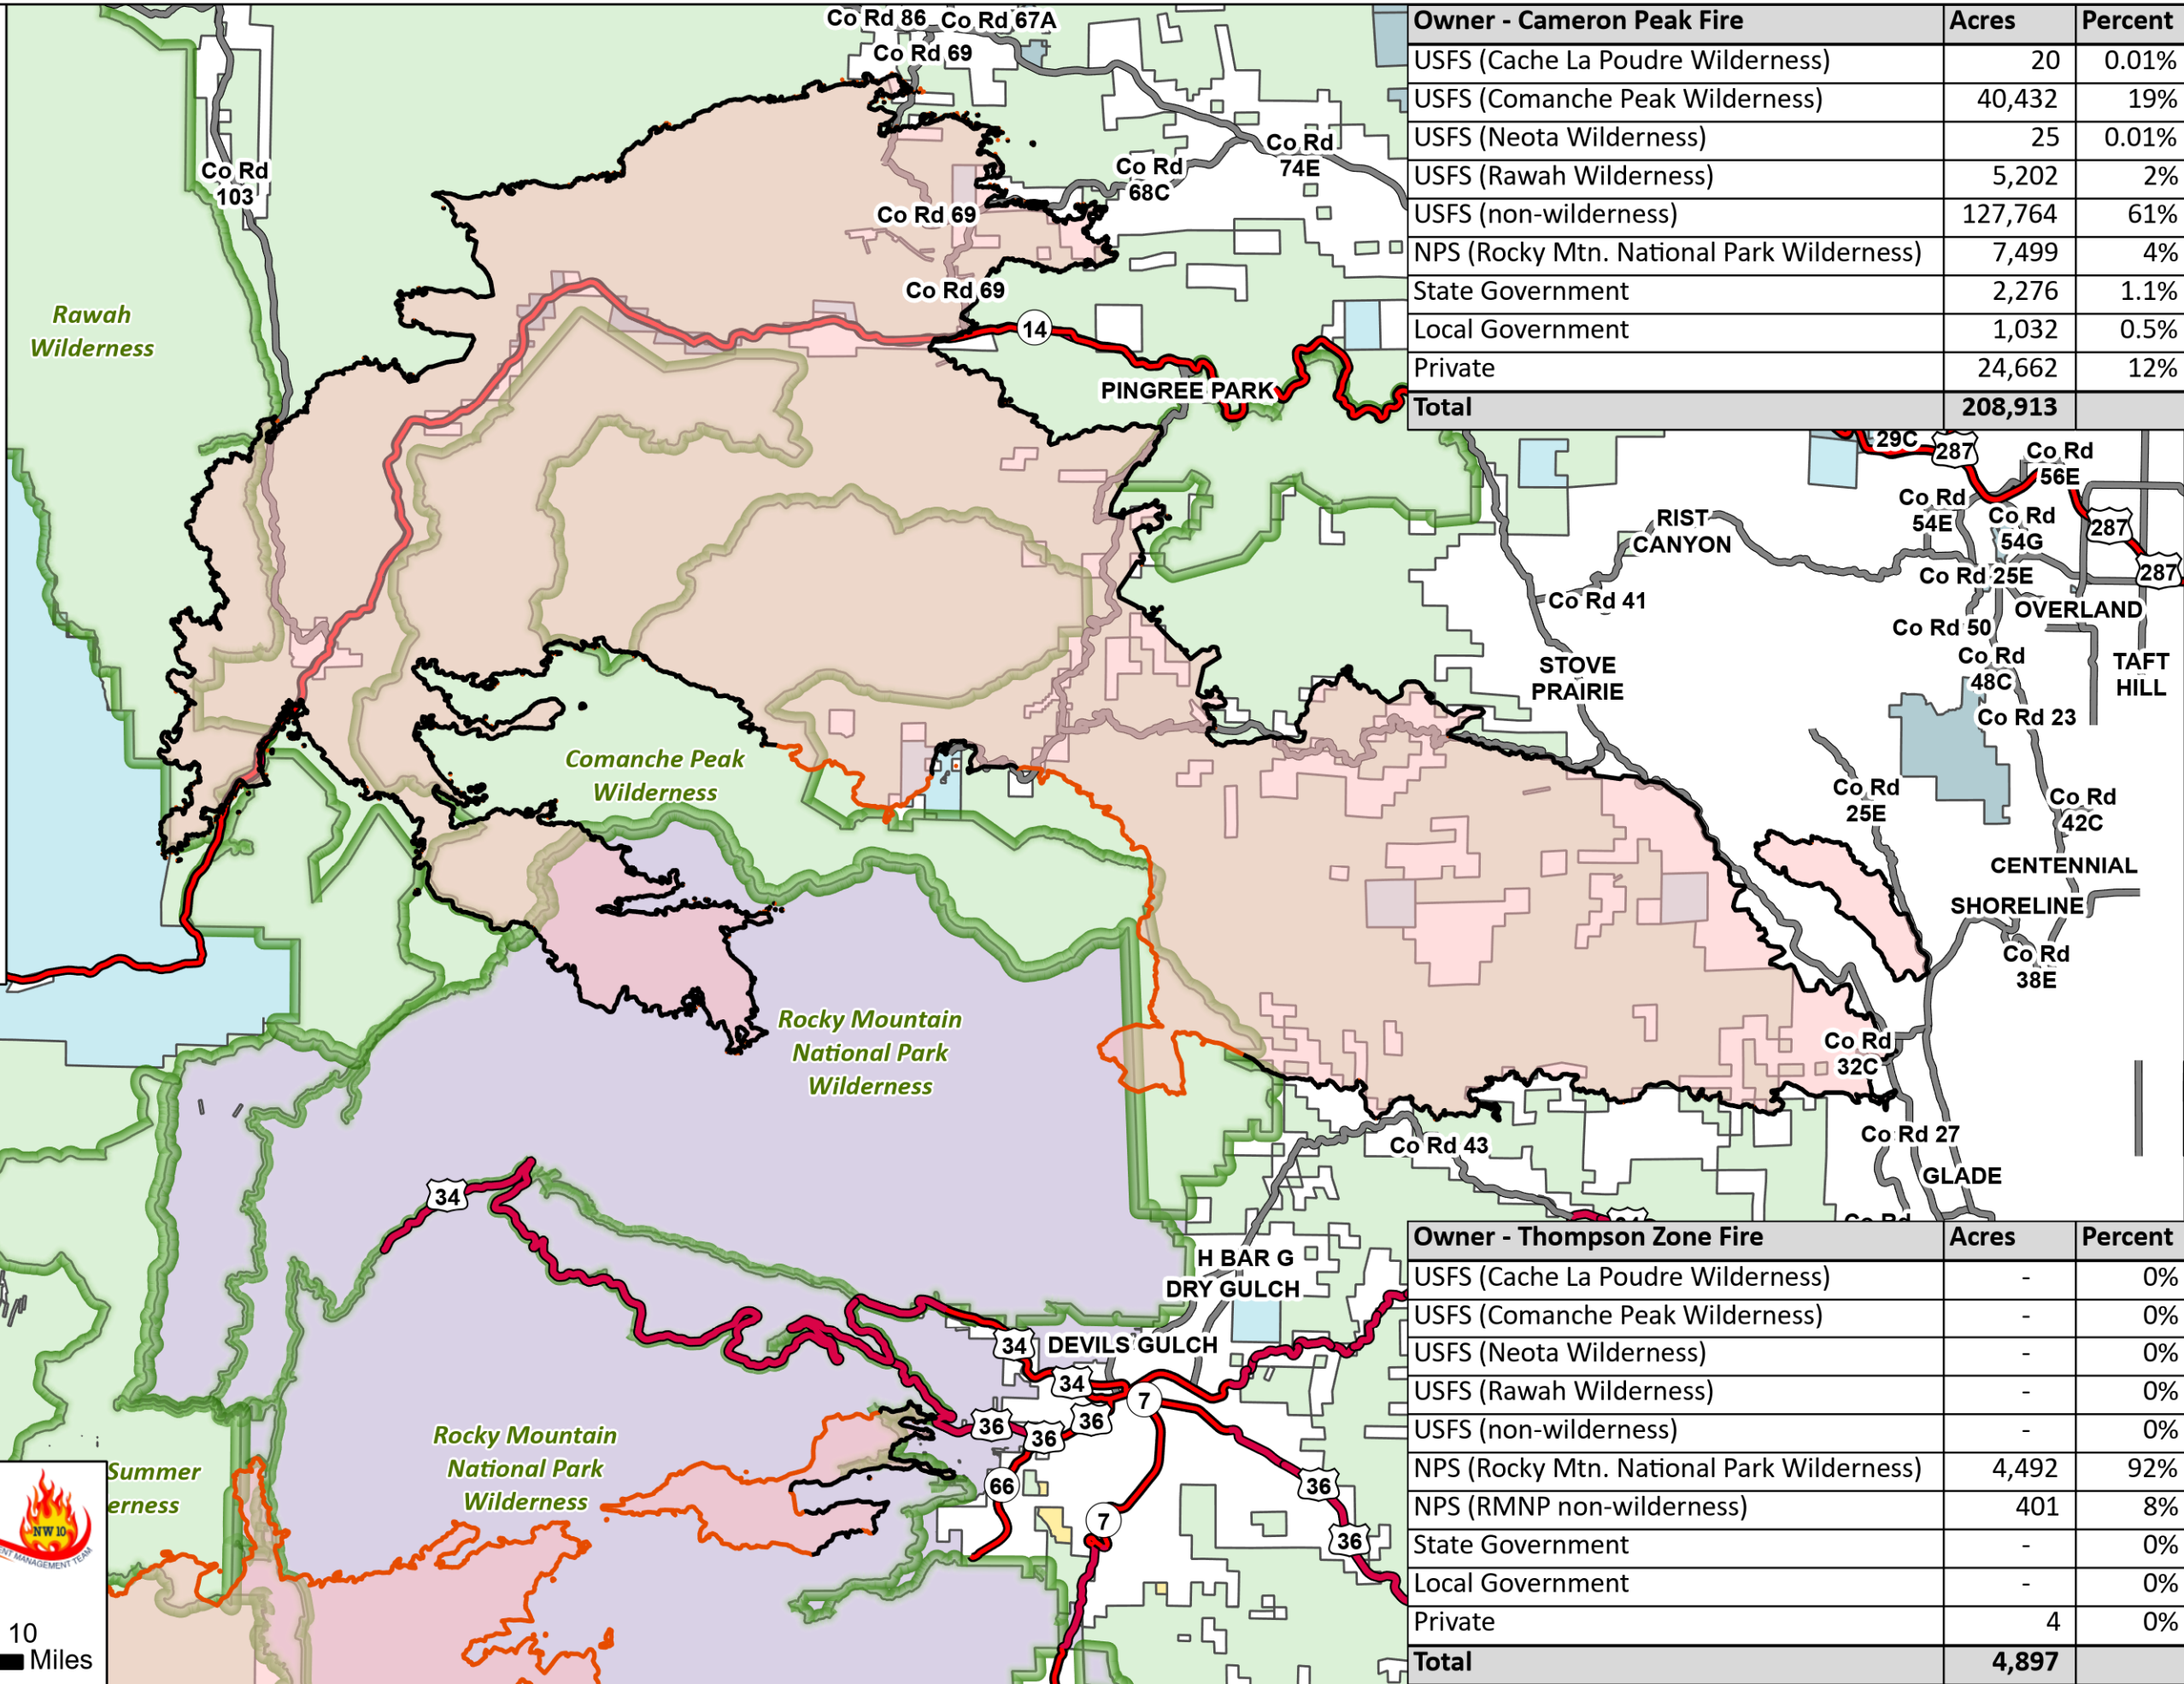 Co Rd 86
Co Rd 67A
Co Rd 69
Co Rd
103
Co Rd
74E
Co Rd
68C
Co Rd 69
Co Rd 69
Rawah
Wilderness
14
PINGREE PARK
Owner - Cameron Peak Fire Acres Percent
USFS (Cache La Poudre Wilderness) 20 0.01%
USFS (Comanche Peak Wilderness) 40,432 19%
USFS (Neota Wilderness) 25 0.01%
USFS (Rawah Wilderness) 5,202 2%
USFS (non-wilderness) 127,764 61%
NPS (Rocky Mtn. National Park Wilderness) 7,499 4%
State Government 2,276 1.1%
Local Government 1,032 0.5%
Private 24,662 12%
Total 208,913
29C
287
Co Rd
56E
Co Rd
54E
Co Rd
54G
287
287
RIST
CANYON
Co Rd 25E
Co Rd 41
OVERLAND
Co Rd 50
Co Rd
48C
TAFT
HILL
STOVE
PRAIRIE
Co Rd 23
Comanche Peak
Wilderness
Co Rd
25E
Co Rd
42C
CENTENNIAL
SHORELINE
Co Rd
38E
Rocky Mountain
National Park
Wilderness
Co Rd
32C
Co Rd 43
Co Rd 27
GLADE
34
H BAR G
DRY GULCH
34
DEVILS GULCH
34
7
36
36
36
Rocky Mountain
National Park
Wilderness
66
7
36
36
Summer
erness
NW 10
ENT MANAGEMENT TEAM
10
Miles
Owner - Thompson Zone Fire Acres Percent
USFS (Cache La Poudre Wilderness) - 0%
USFS (Comanche Peak Wilderness) - 0%
USFS (Neota Wilderness) - 0%
USFS (Rawah Wilderness) - 0%
USFS (non-wilderness) - 0%
NPS (Rocky Mtn. National Park Wilderness) 4,492 92%
NPS (RMNP non-wilderness) 401 8%
State Government - 0%
Local Government - 0%
Private 4 0%
Total 4,897